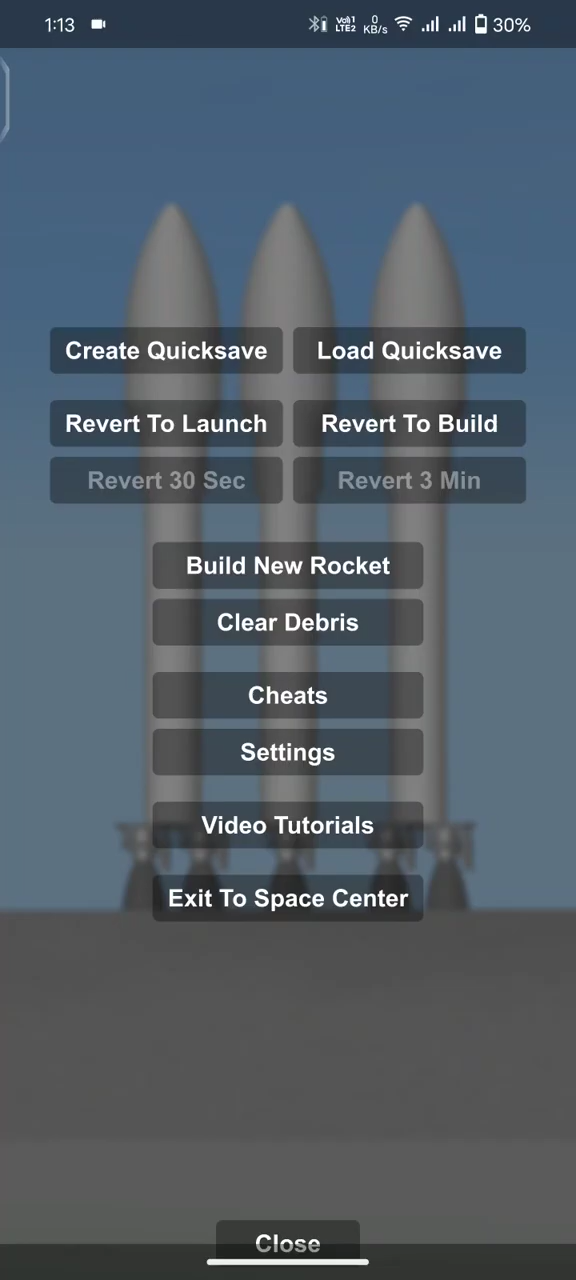 1:13
Vo1 LTE2 0 KB/s 30%
Create Quicksave Load Quicksave
Revert To Launch Revert To Build
Revert 30 Sec Revert 3 Min
Build New Rocket
Clear Debris
Cheats
Settings
Video Tutorials
Exit To Space Center
Close